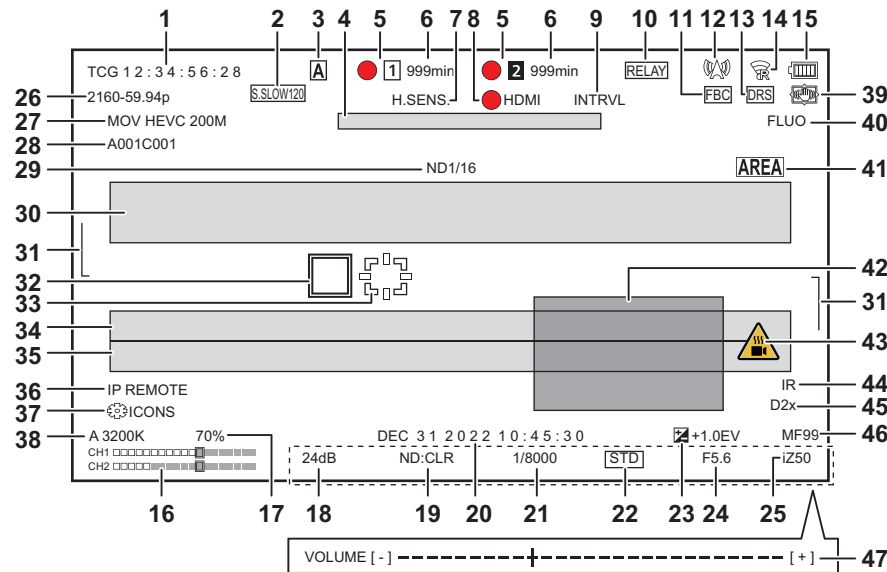 1 2 3 4 5 6 7 8 5 6 9 10 11 12 13 14 15
TCG 12:34:56:28
A
1 999min
2 999min
RELAY
26 2160-59.94p
S.SLOW120
H.SENS.
HDMI
INTRVL
FBC
DRS
39
27 MOV HEVC 200M
FLUO 40
28 A001C001
29 ND1/16
AREA 41
30
31
32
33
42
31
34
35
43
36 IP REMOTE
IR 44
37 ICONS
D2x 45
38 A 3200K 70%
DEC 31 2022 10:45:30
+1.0EV
MF99 46
CH1
CH2
24dB ND:CLR 1/8000 STD F5.6 iZ50
16 17 18 19 20 21 22 23 24 25
VOLUME [ - ] [ + ] 47